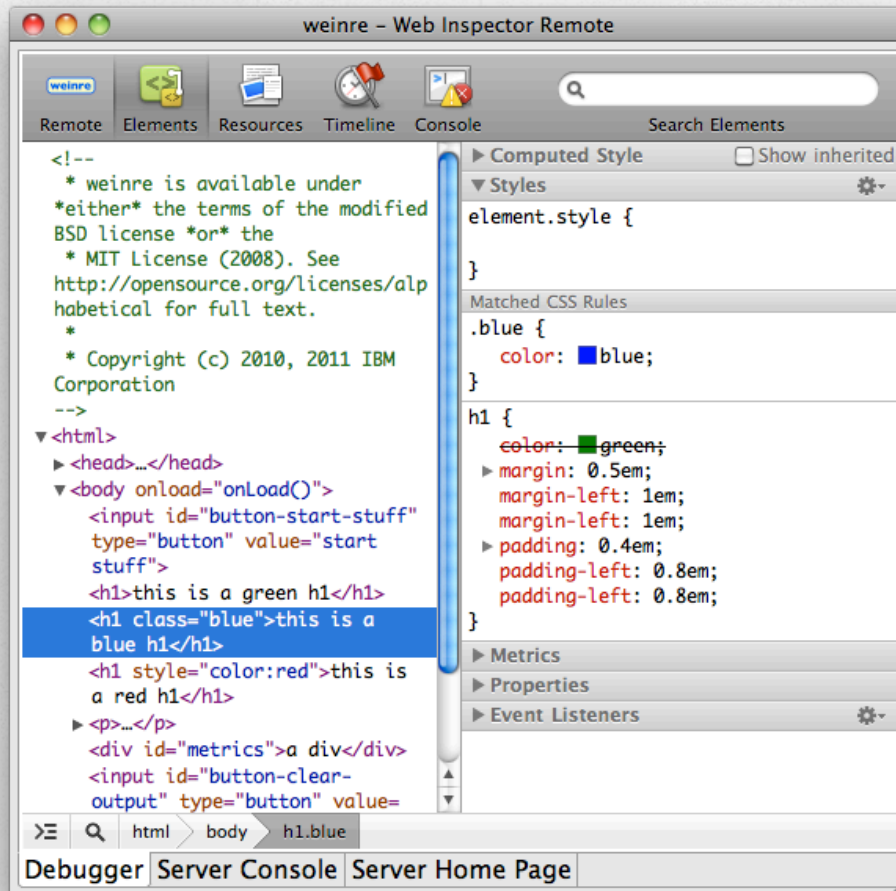 weinre – Web Inspector Remote
weinre
Remote Elements Resources Timeline Console Search Elements
<!--
* weinre is available under
*either* the terms of the modified
BSD license *or* the
* MIT License (2008). See
http://opensource.org/licenses/alp
habetical for full text.
*
* Copyright (c) 2010, 2011 IBM
Corporation
-->
▼<html>
▶<head>…</head>
▼<body onload="onLoad()">
<input id="button-start-stuff"
type="button" value="start
stuff">
<h1>this is a green h1</h1>
<h1 class="blue">this is a
blue h1</h1>
<h1 style="color:red">this is
a red h1</h1>
▶<p>…</p>
<div id="metrics">a div</div>
<input id="button-clear-
output" type="button" value=
▶Computed Style Show inherited
▼Styles
element.style {
}
Matched CSS Rules
.blue {
color: blue;
}
h1 {
color: green;
▶margin: 0.5em;
margin-left: 1em;
margin-left: 1em;
▶padding: 0.4em;
padding-left: 0.8em;
padding-left: 0.8em;
}
▶Metrics
▶Properties
▶Event Listeners
html body h1.blue
Debugger Server Console Server Home Page